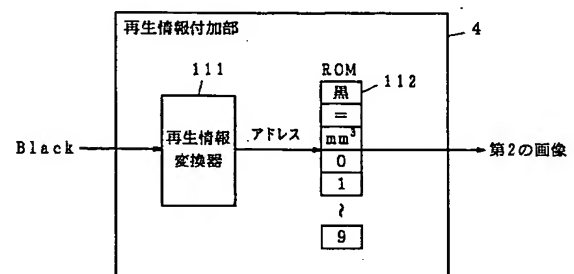 再生情報付加部
4
111
ROM
112
黒
=
mm³
0
1
~
9
再生情報
変換器
アドレス
Black
第2の画像